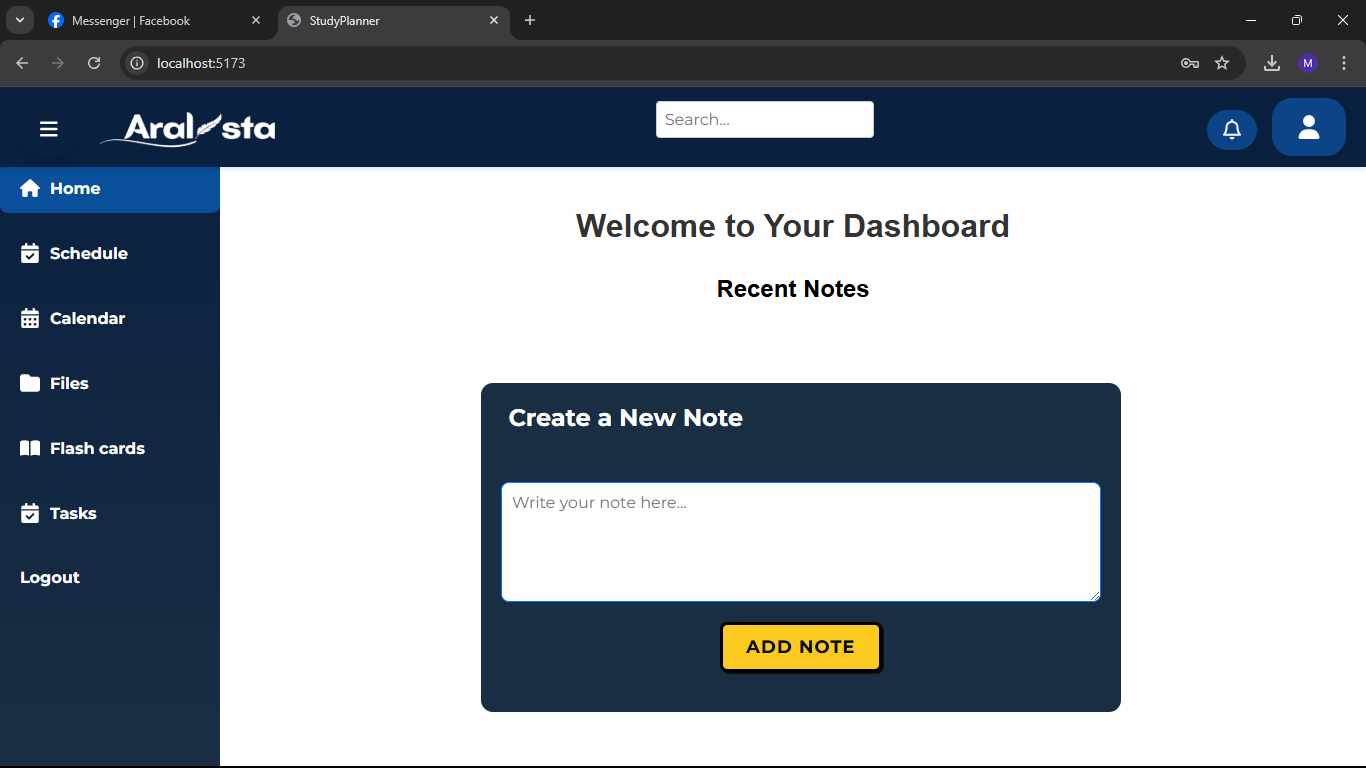 Messenger | Facebook
StudyPlanner
localhost:5173
M
Aralista
Search...
Home
Schedule
Calendar
Files
Flash cards
Tasks
Logout
Welcome to Your Dashboard
Recent Notes
Create a New Note
Write your note here...
ADD NOTE